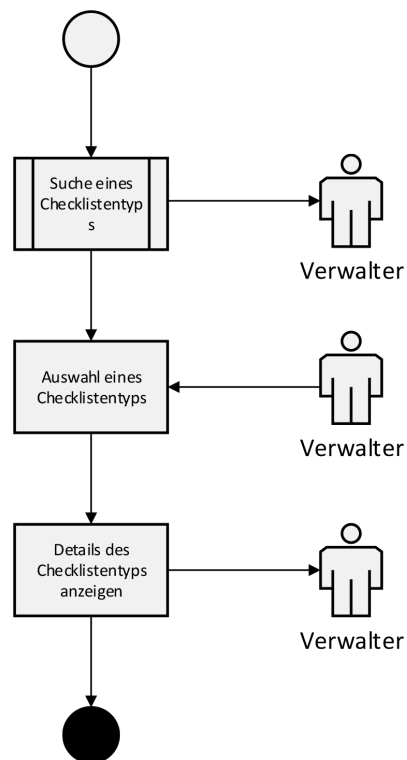 Suche eines
Checklistentyp
s
Verwalter
Auswahl eines
Checklistentyps
Verwalter
Details des
Checklistentyps
anzeigen
Verwalter